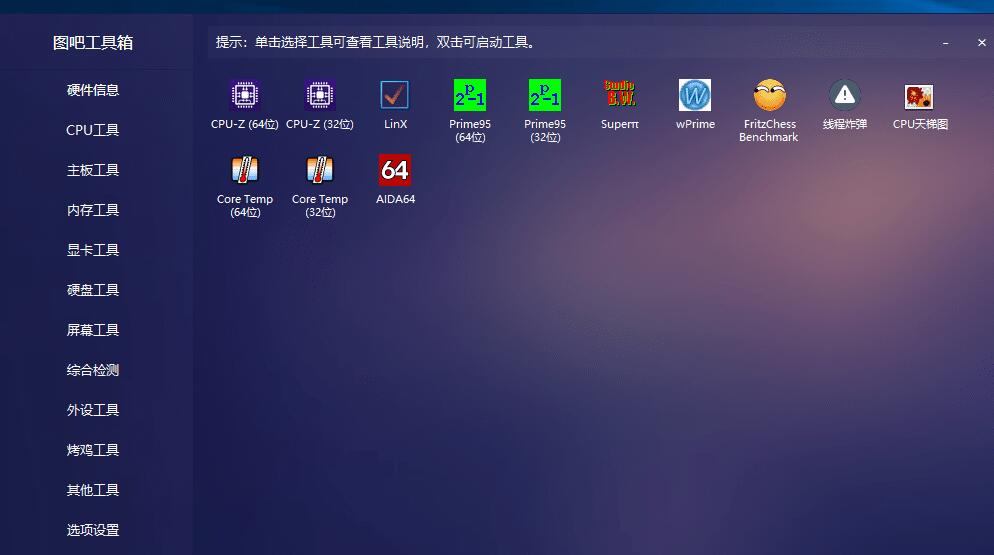 图吧工具箱
提示：单击选择工具可查看工具说明，双击可启动工具。
硬件信息
CPU工具
主板工具
内存工具
显卡工具
硬盘工具
屏幕工具
综合检测
外设工具
烤鸡工具
其他工具
选项设置
CPU-Z (64位)
CPU-Z (32位)
LinX
P
2-1
Prime95
(64位)
P
2-1
Prime95
(32位)
Studio
B.W.
Superπ
W
wPrime
FritzChess
Benchmark
线程炸弹
CPU天梯图
Core Temp
(64位)
Core Temp
(32位)
64
AIDA64